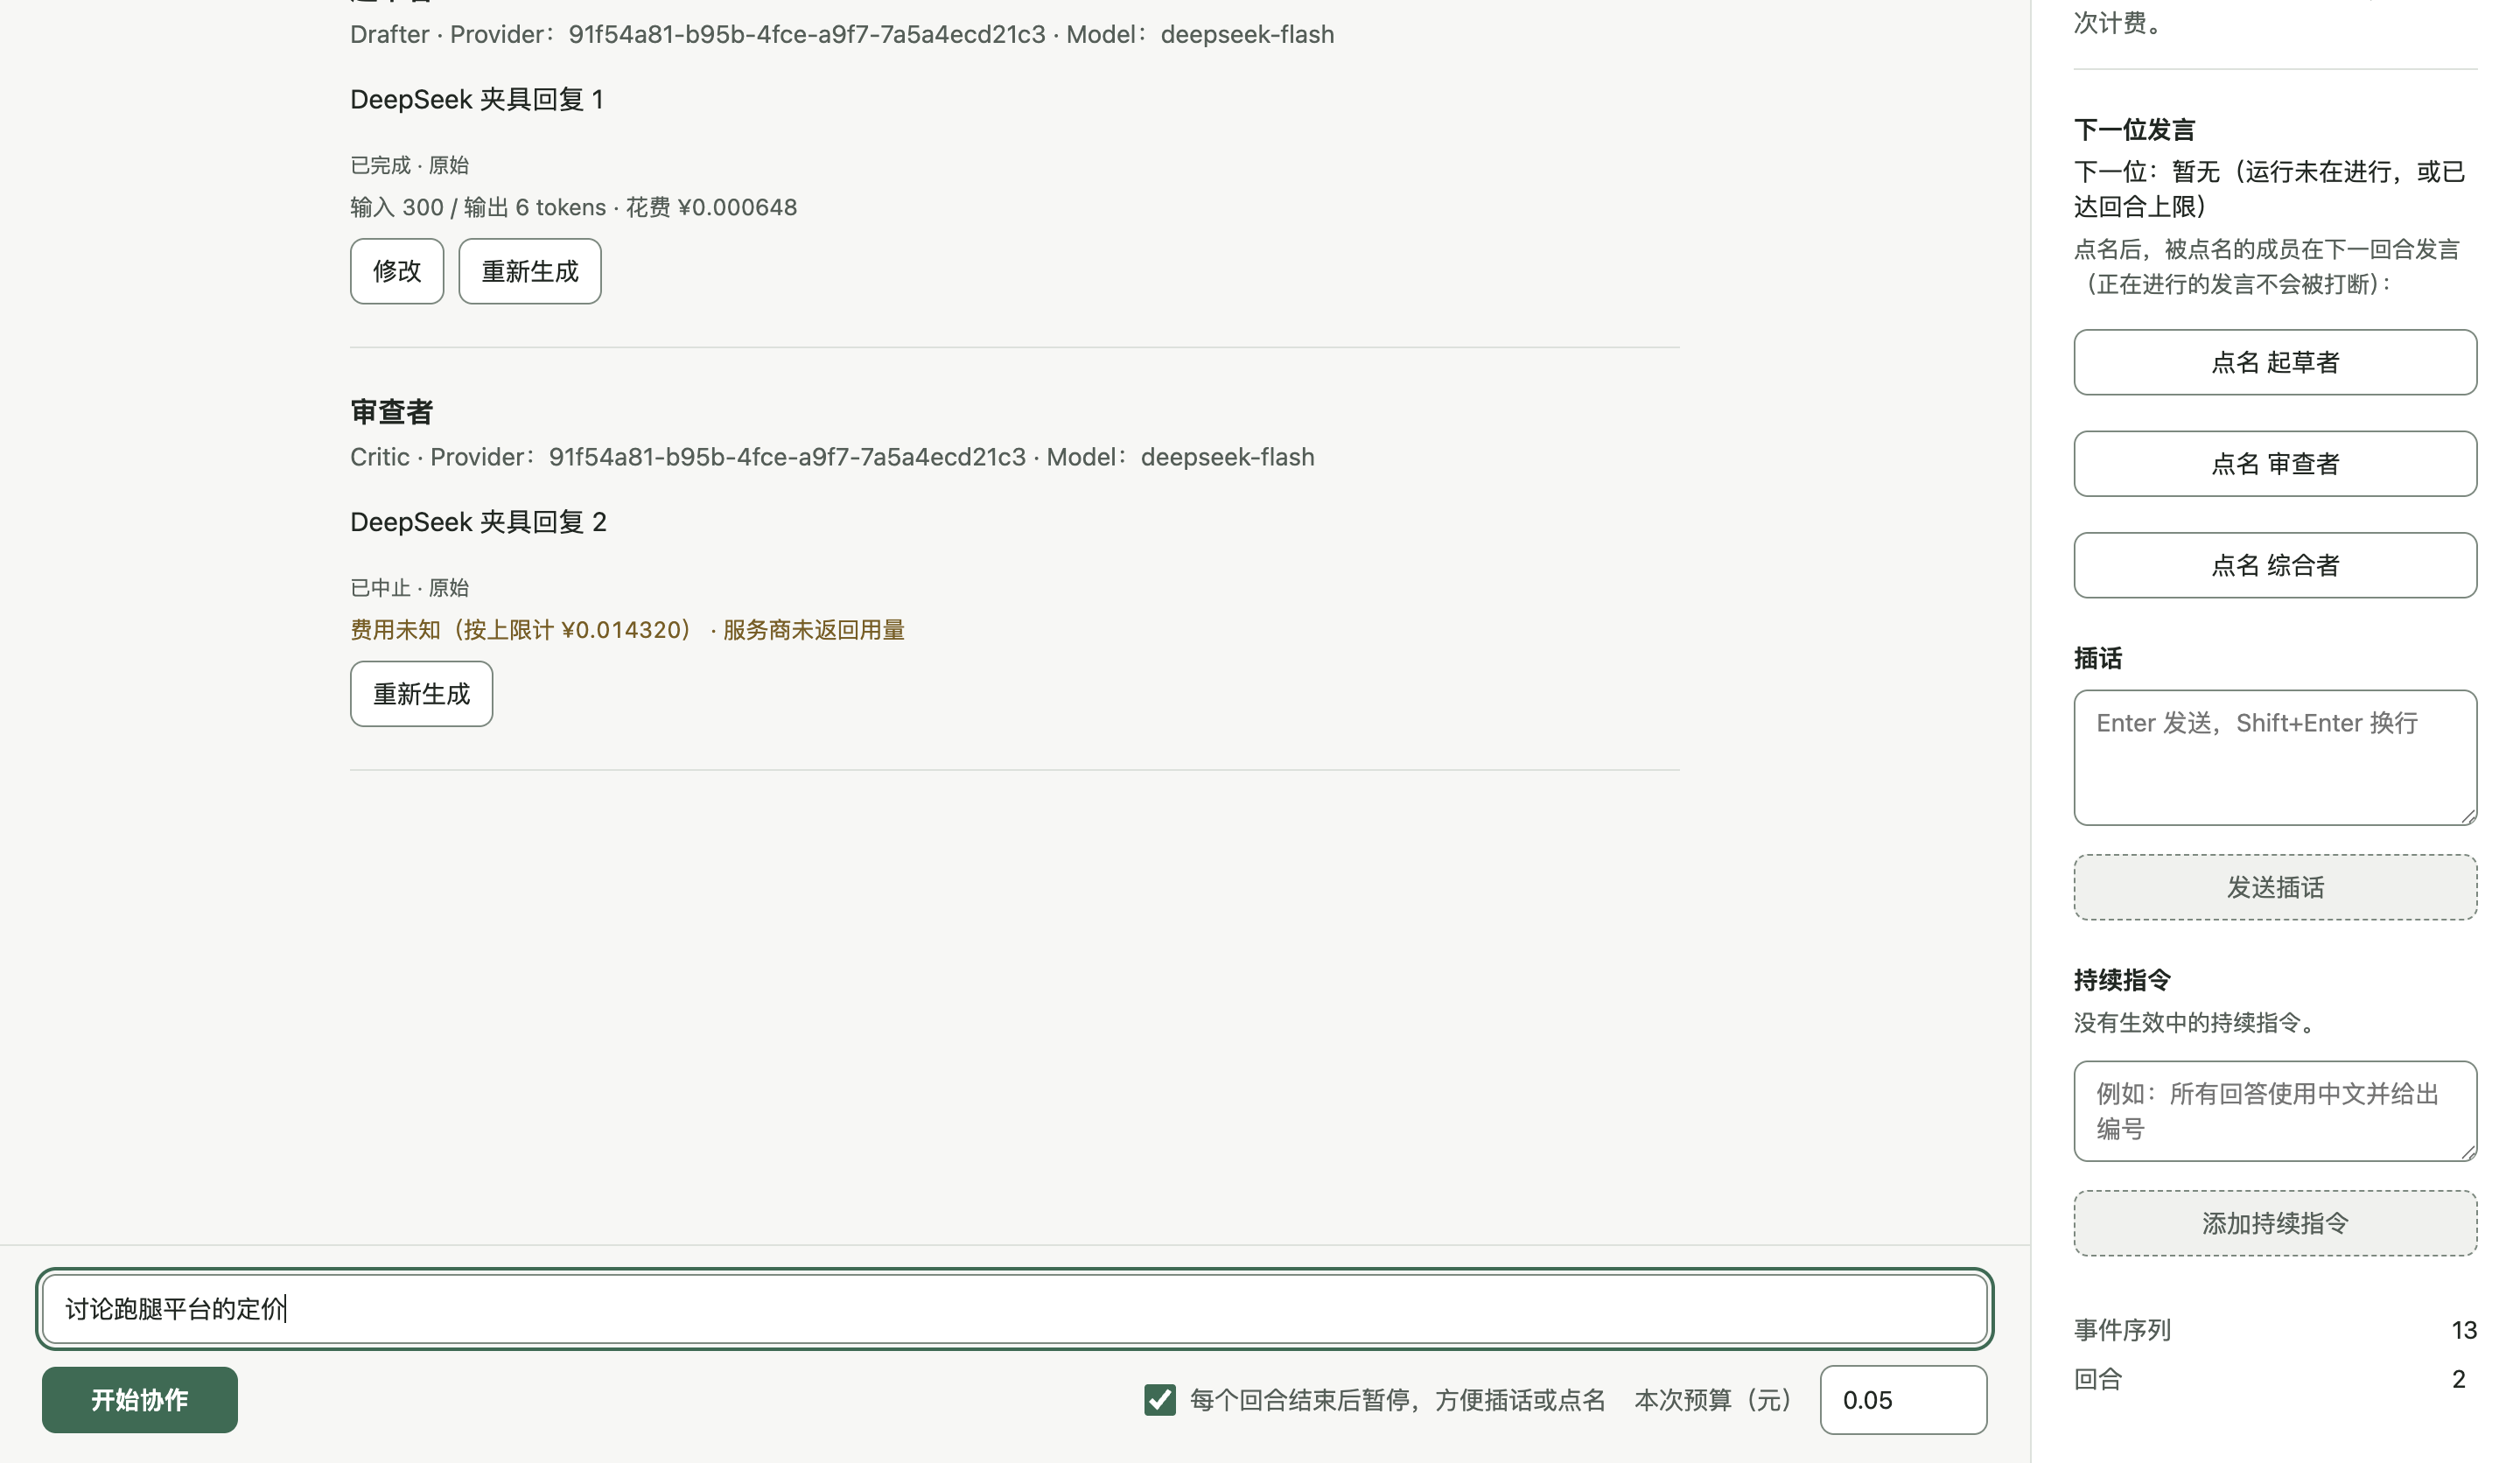 Drafter · Provider：91f54a81-b95b-4fce-a9f7-7a5a4ecd21c3 · Model：deepseek-flash
DeepSeek 夹具回复 1
已完成 · 原始
输入 300 / 输出 6 tokens · 花费 ¥0.000648
修改
重新生成
审查者
Critic · Provider：91f54a81-b95b-4fce-a9f7-7a5a4ecd21c3 · Model：deepseek-flash
DeepSeek 夹具回复 2
已中止 · 原始
费用未知（按上限计 ¥0.014320） · 服务商未返回用量
重新生成
讨论跑腿平台的定价
开始协作
每个回合结束后暂停，方便插话或点名
本次预算（元）
0.05
次计费。
下一位发言
下一位：暂无（运行未在进行，或已
达回合上限）
点名后，被点名的成员在下一回合发言
（正在进行的发言不会被打断）：
点名 起草者
点名 审查者
点名 综合者
插话
Enter 发送，Shift+Enter 换行
发送插话
持续指令
没有生效中的持续指令。
例如：所有回答使用中文并给出
编号
添加持续指令
事件序列 13
回合 2